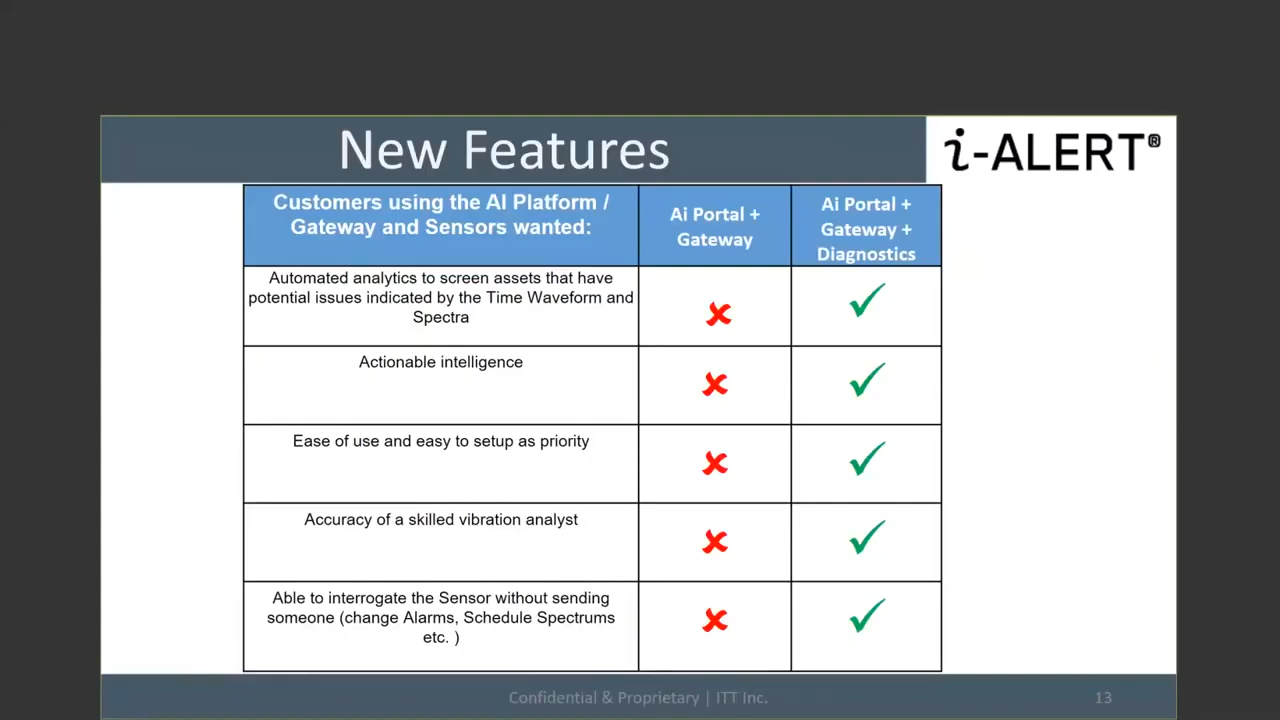 New Features
i-ALERT®
Customers using the AI Platform /
Gateway and Sensors wanted:
Ai Portal +
Gateway
Ai Portal +
Gateway +
Diagnostics
Automated analytics to screen assets that have
potential issues indicated by the Time Waveform and
Spectra
Actionable intelligence
Ease of use and easy to setup as priority
Accuracy of a skilled vibration analyst
Able to interrogate the Sensor without sending
someone (change Alarms, Schedule Spectrums
etc. )
Confidential & Proprietary | ITT Inc.
13